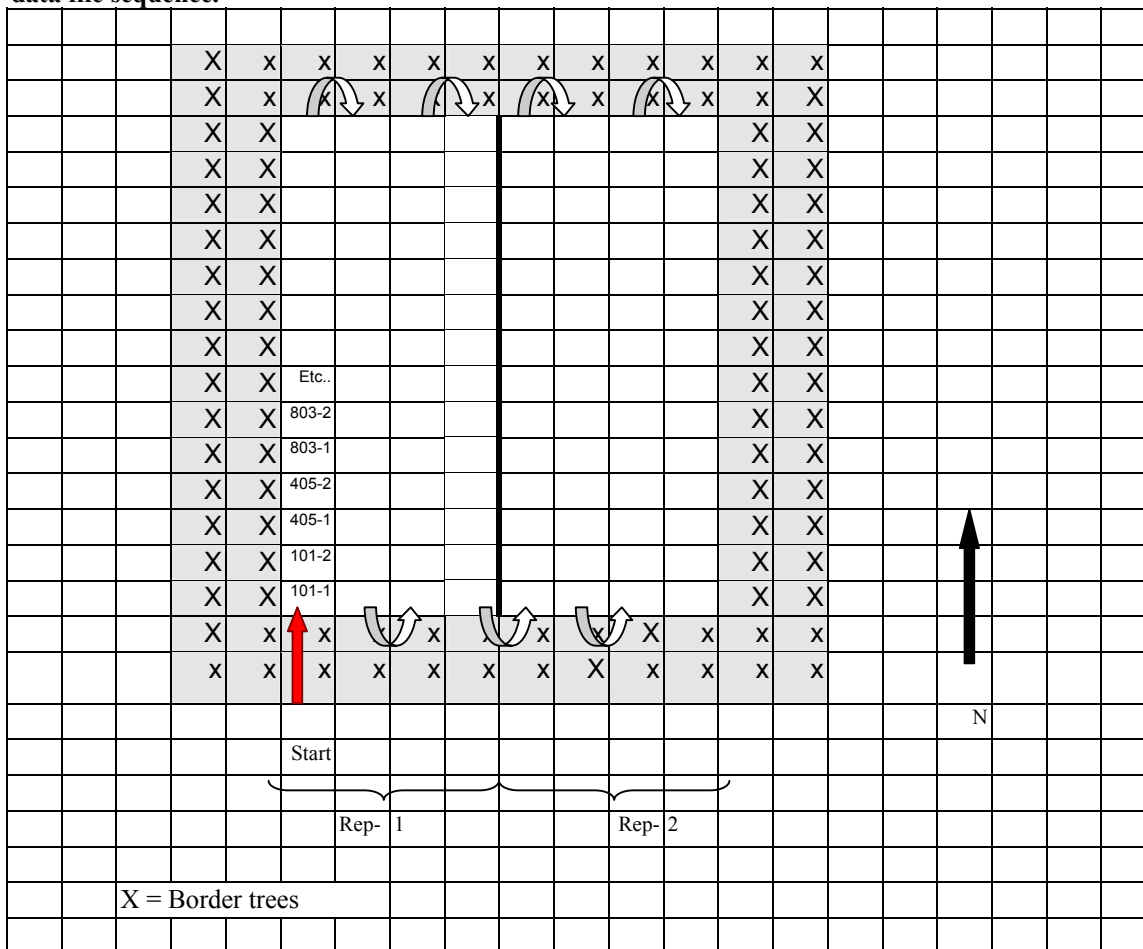 data file sequence.
X x x x x x x x x x x x
X x x x x x x x x x X
X X X X
X X X X
X X X X
X X X X
X X X X
X X X X
X X X X
X X Etc.. X X
X X 803-2 X X
X X 803-1 X X
X X 405-2 X X
X X 405-1 X X
X X 101-2 X X
X X 101-1 X X
X x x x x x X x x x
x x x x x x x X x x x x
N
Start
Rep- 1 Rep- 2
X = Border trees